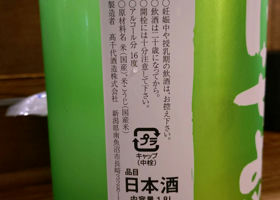 ○妊娠中や授乳期の飲酒は、お控え下さい。
○飲酒は二十歳になってから。
○開栓には十分注意して下さい。
○アルコール分 16度
○原材料名 米(国産)、米こうじ(国産米)
製造者 髙千代酒造株式会社
新潟県南魚沼市長崎
プラ
キャップ
(中栓)
品目
日本酒
内容量 1.8L